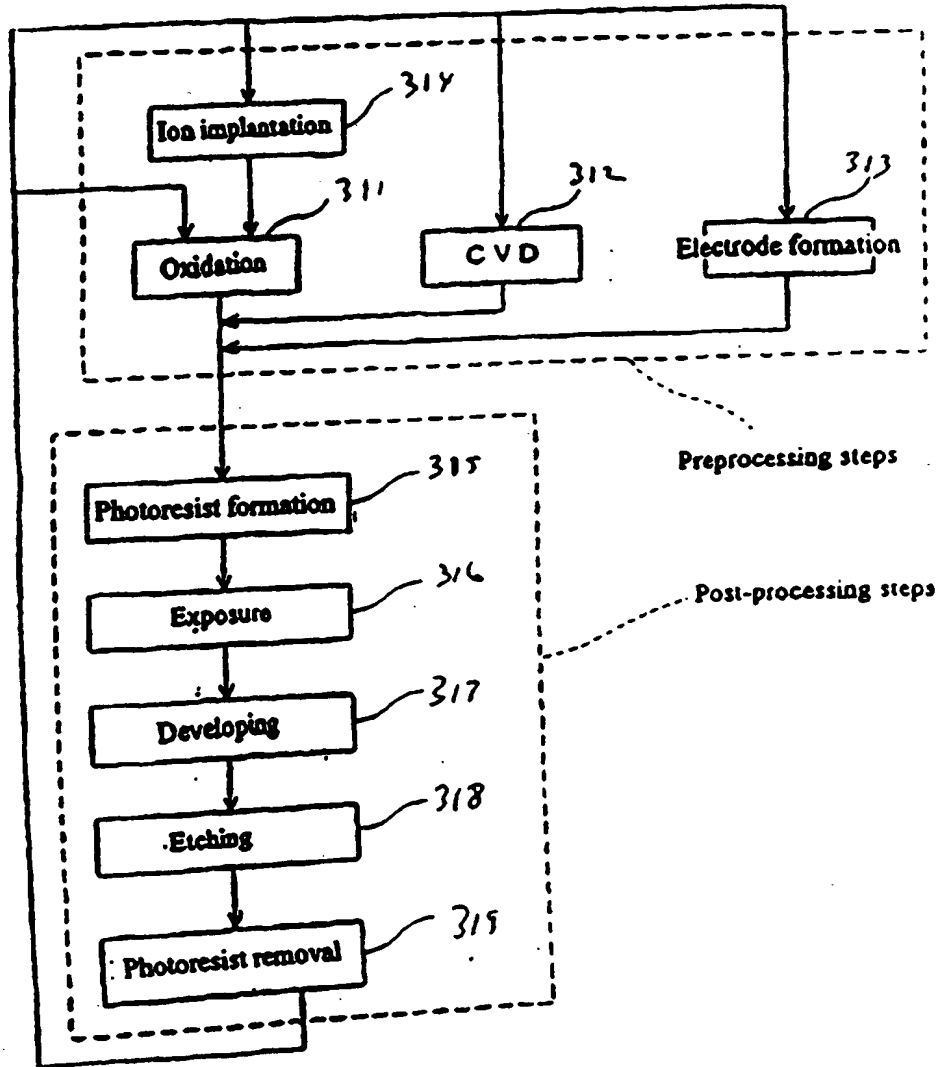 314
Ion implantation
311
312
313
Oxidation
CVD
Electrode formation
Preprocessing steps
315
Photoresist formation
316
Exposure
Post-processing steps
317
Developing
318
Etching
319
Photoresist removal